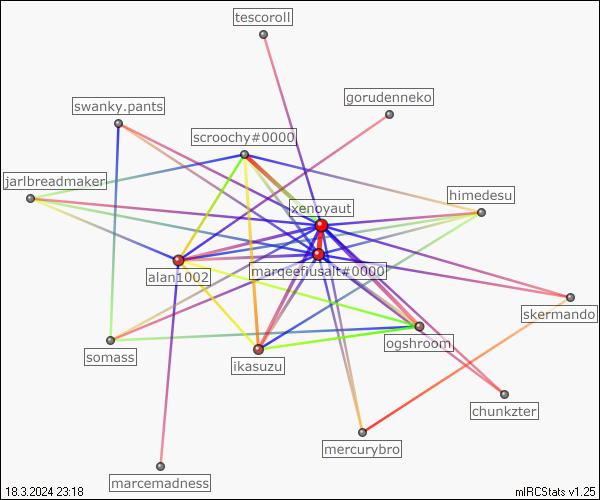 tescoroll
gorudenneko
swanky.pants
scroochy#0000
jarlbreadmaker
himedesu
xenoyaut
marqeefiusalt#0000
alan1002
skermando
ogshroom
somass
ikasuzu
chunkzter
mercurybro
marcemadness
18.3.2024 23:18
mIRCStats v1.25